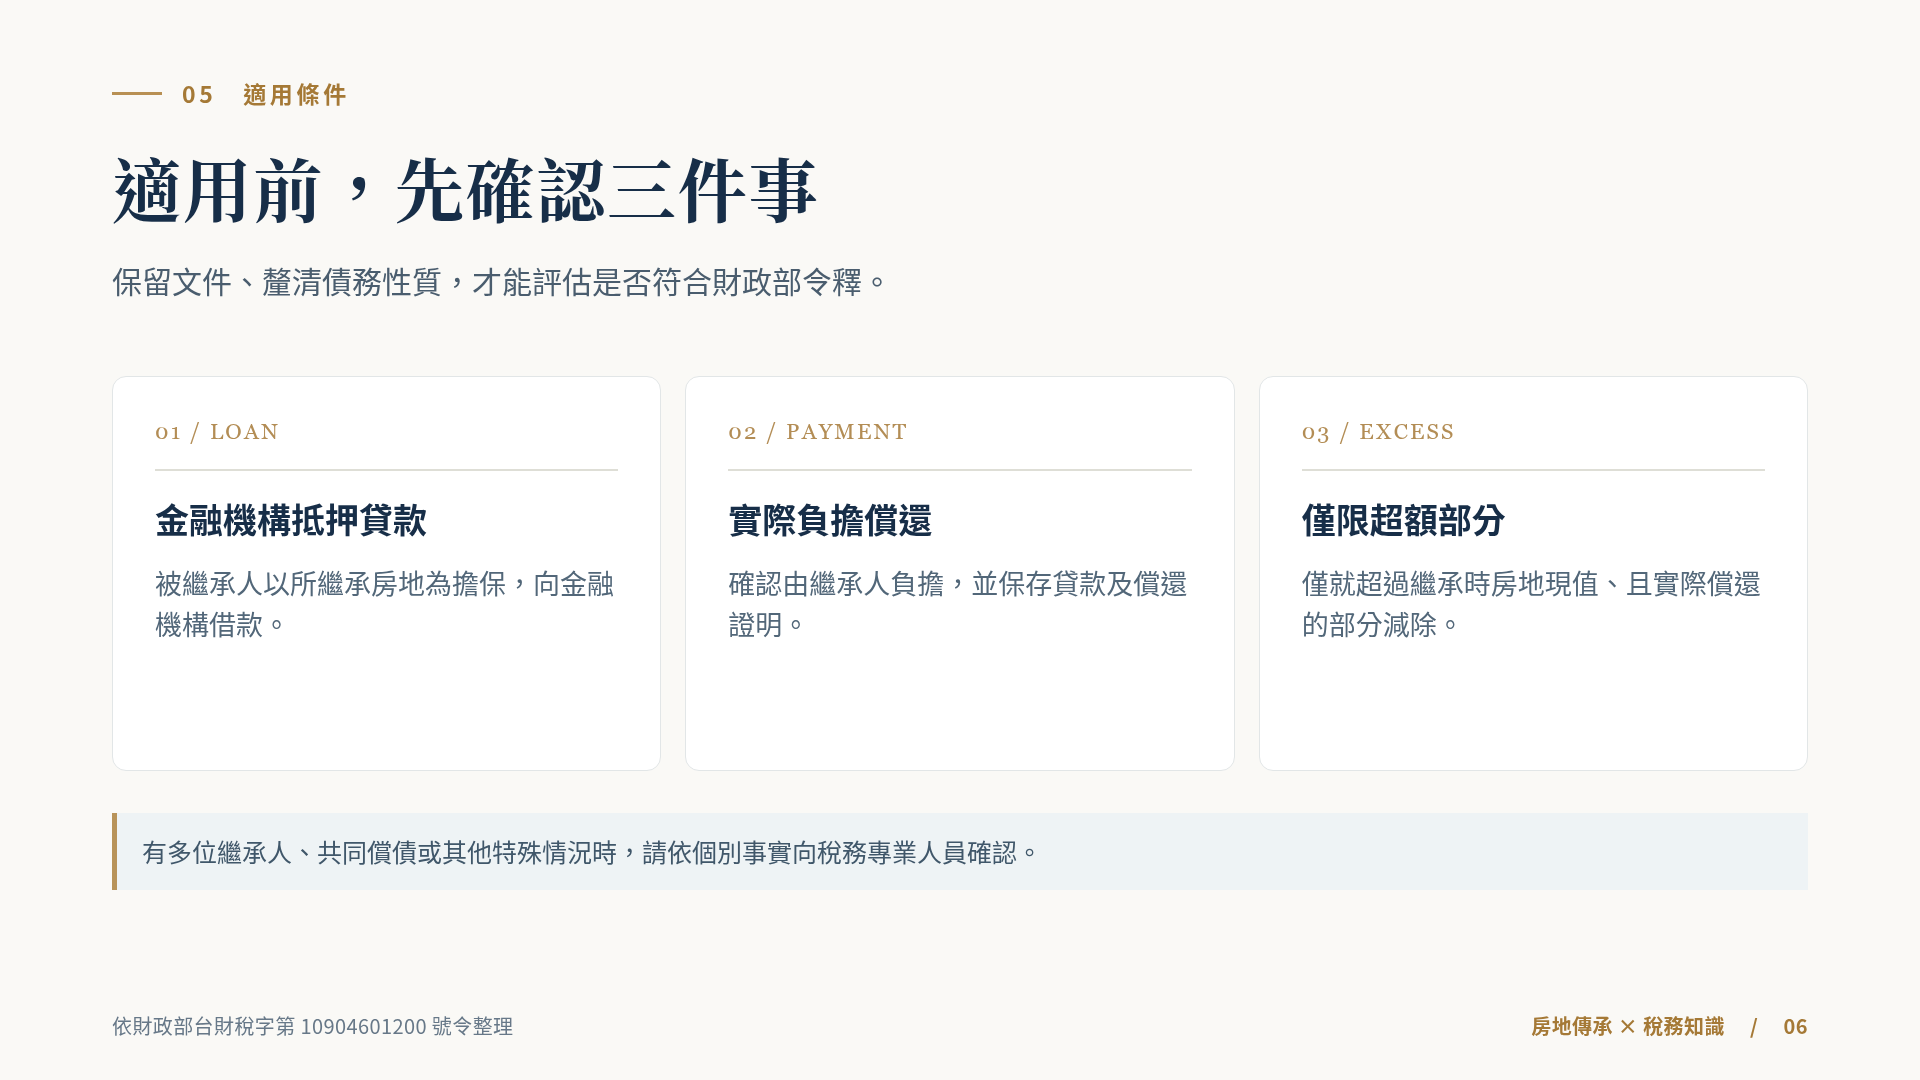 05 適用條件
適用前，先確認三件事
保留文件、釐清債務性質，才能評估是否符合財政部令釋。
01 / LOAN
金融機構抵押貸款
被繼承人以所繼承房地為擔保，向金融
機構借款。
02 / PAYMENT
實際負擔償還
確認由繼承人負擔，並保存貸款及償還
證明。
03 / EXCESS
僅限超額部分
僅就超過繼承時房地現值、且實際償還
的部分減除。
有多位繼承人、共同償債或其他特殊情況時，請依個別事實向稅務專業人員確認。
依財政部台財稅字第 10904601200 號令整理
房地傳承 × 稅務知識 / 06